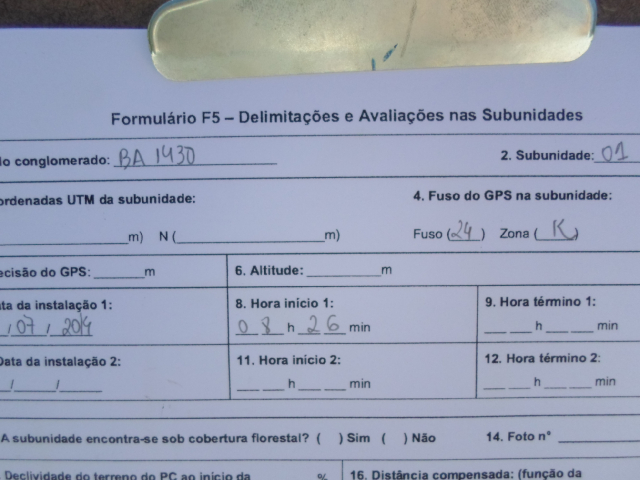 Formulário F5 – Delimitações e Avaliações nas Subunidades
do conglomerado: BA 1430 2. Subunidade: 01
ordenadas UTM da subunidade: 4. Fuso do GPS na subunidade:
m) N ( m) Fuso (24) Zona (K)
ecisão do GPS: m 6. Altitude: m
ata da instalação 1: 8. Hora início 1: 9. Hora término 1:
/07/2014 08 h 26 min h min
Data da instalação 2: 11. Hora início 2: 12. Hora término 2:
/ / h min h min
A subunidade encontra-se sob cobertura florestal? ( ) Sim ( ) Não 14. Foto n°
Declividade do terreno do PC ao início da % 16. Distância compensada: (função da